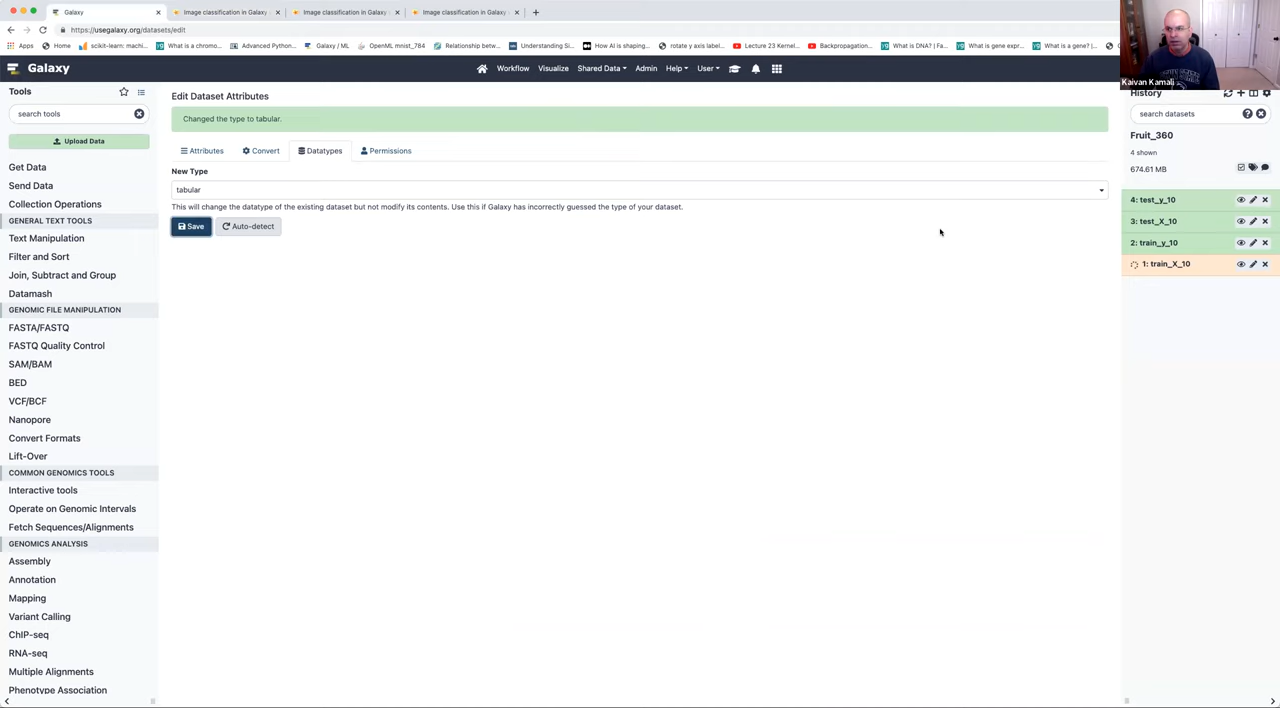 Galaxy
Image classification in Galaxy
Image classification in Galaxy
Image classification in Galaxy
https://usegalaxy.org/datasets/edit
Apps
Home
scikit-learn: machi...
What is a chromo...
Advanced Python...
Galaxy / ML
OpenML mnist_784
Relationship betw...
Understanding Si...
How AI is shaping...
rotate y axis label...
Lecture 23 Kernel...
Backpropagation...
What is DNA? | Fa...
What is gene expr...
What is a gene? |...
Galaxy
Workflow
Visualize
Shared Data
Admin
Help
User
Kaivan Kamali
Tools
search tools
Upload Data
Get Data
Send Data
Collection Operations
GENERAL TEXT TOOLS
Text Manipulation
Filter and Sort
Join, Subtract and Group
Datamash
GENOMIC FILE MANIPULATION
FASTA/FASTQ
FASTQ Quality Control
SAM/BAM
BED
VCF/BCF
Nanopore
Convert Formats
Lift-Over
COMMON GENOMICS TOOLS
Interactive tools
Operate on Genomic Intervals
Fetch Sequences/Alignments
GENOMICS ANALYSIS
Assembly
Annotation
Mapping
Variant Calling
ChIP-seq
RNA-seq
Multiple Alignments
Phenotype Association
Edit Dataset Attributes
Changed the type to tabular.
Attributes
Convert
Datatypes
Permissions
New Type
tabular
This will change the datatype of the existing dataset but not modify its contents. Use this if Galaxy has incorrectly guessed the type of your dataset.
Save
Auto-detect
History
search datasets
Fruit_360
4 shown
674.61 MB
4: test_y_10
3: test_X_10
2: train_y_10
1: train_X_10